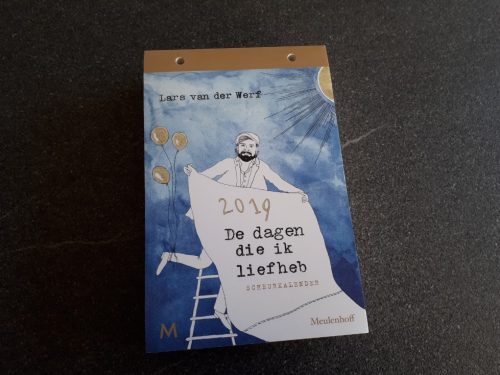 Lars van der Werf
2019
De dagen
die ik
liefheb
SCHEURKALENDER
M
Meulenhoff